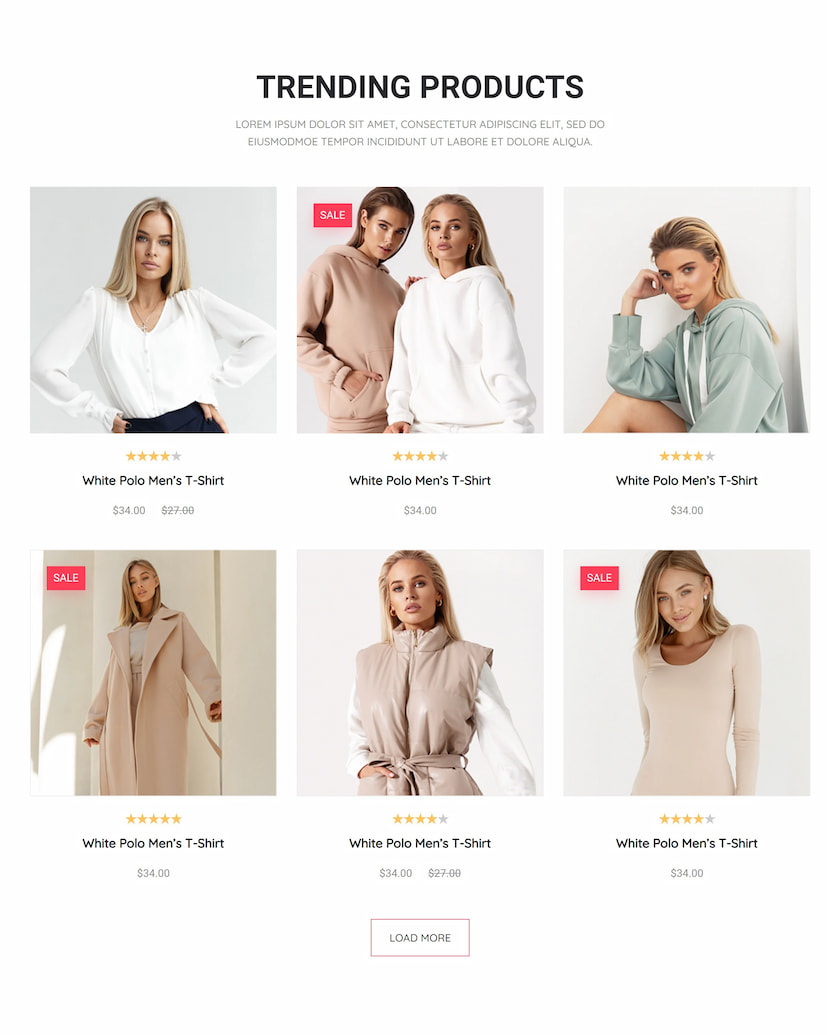 TRENDING PRODUCTS
LOREM IPSUM DOLOR SIT AMET, CONSECTETUR ADIPISCING ELIT, SED DO
EIUSMODMOE TEMPOR INCIDIDUNT UT LABORE ET DOLORE ALIQUA.
SALE
White Polo Men's T-Shirt
$34.00 $27.00
White Polo Men's T-Shirt
$34.00
White Polo Men's T-Shirt
$34.00
SALE
SALE
White Polo Men's T-Shirt
$34.00
White Polo Men's T-Shirt
$34.00 $27.00
White Polo Men's T-Shirt
$34.00
LOAD MORE